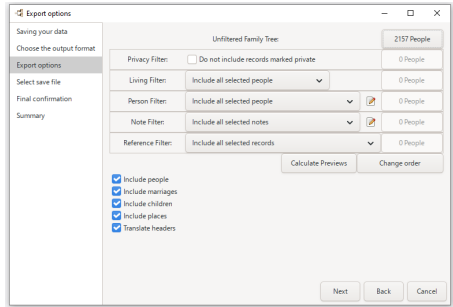 Export options
Saving your data
Choose the output format
Export options
Select save file
Final confirmation
Summary
Unfiltered Family Tree: 2157 People
Privacy Filter: Do not include records marked private 0 People
Living Filter: Include all selected people 0 People
Person Filter: Include all selected people 0 People
Note Filter: Include all selected notes 0 People
Reference Filter: Include all selected records 0 People
Calculate Previews Change order
Include people
Include marriages
Include children
Include places
Translate headers
Next Back Cancel